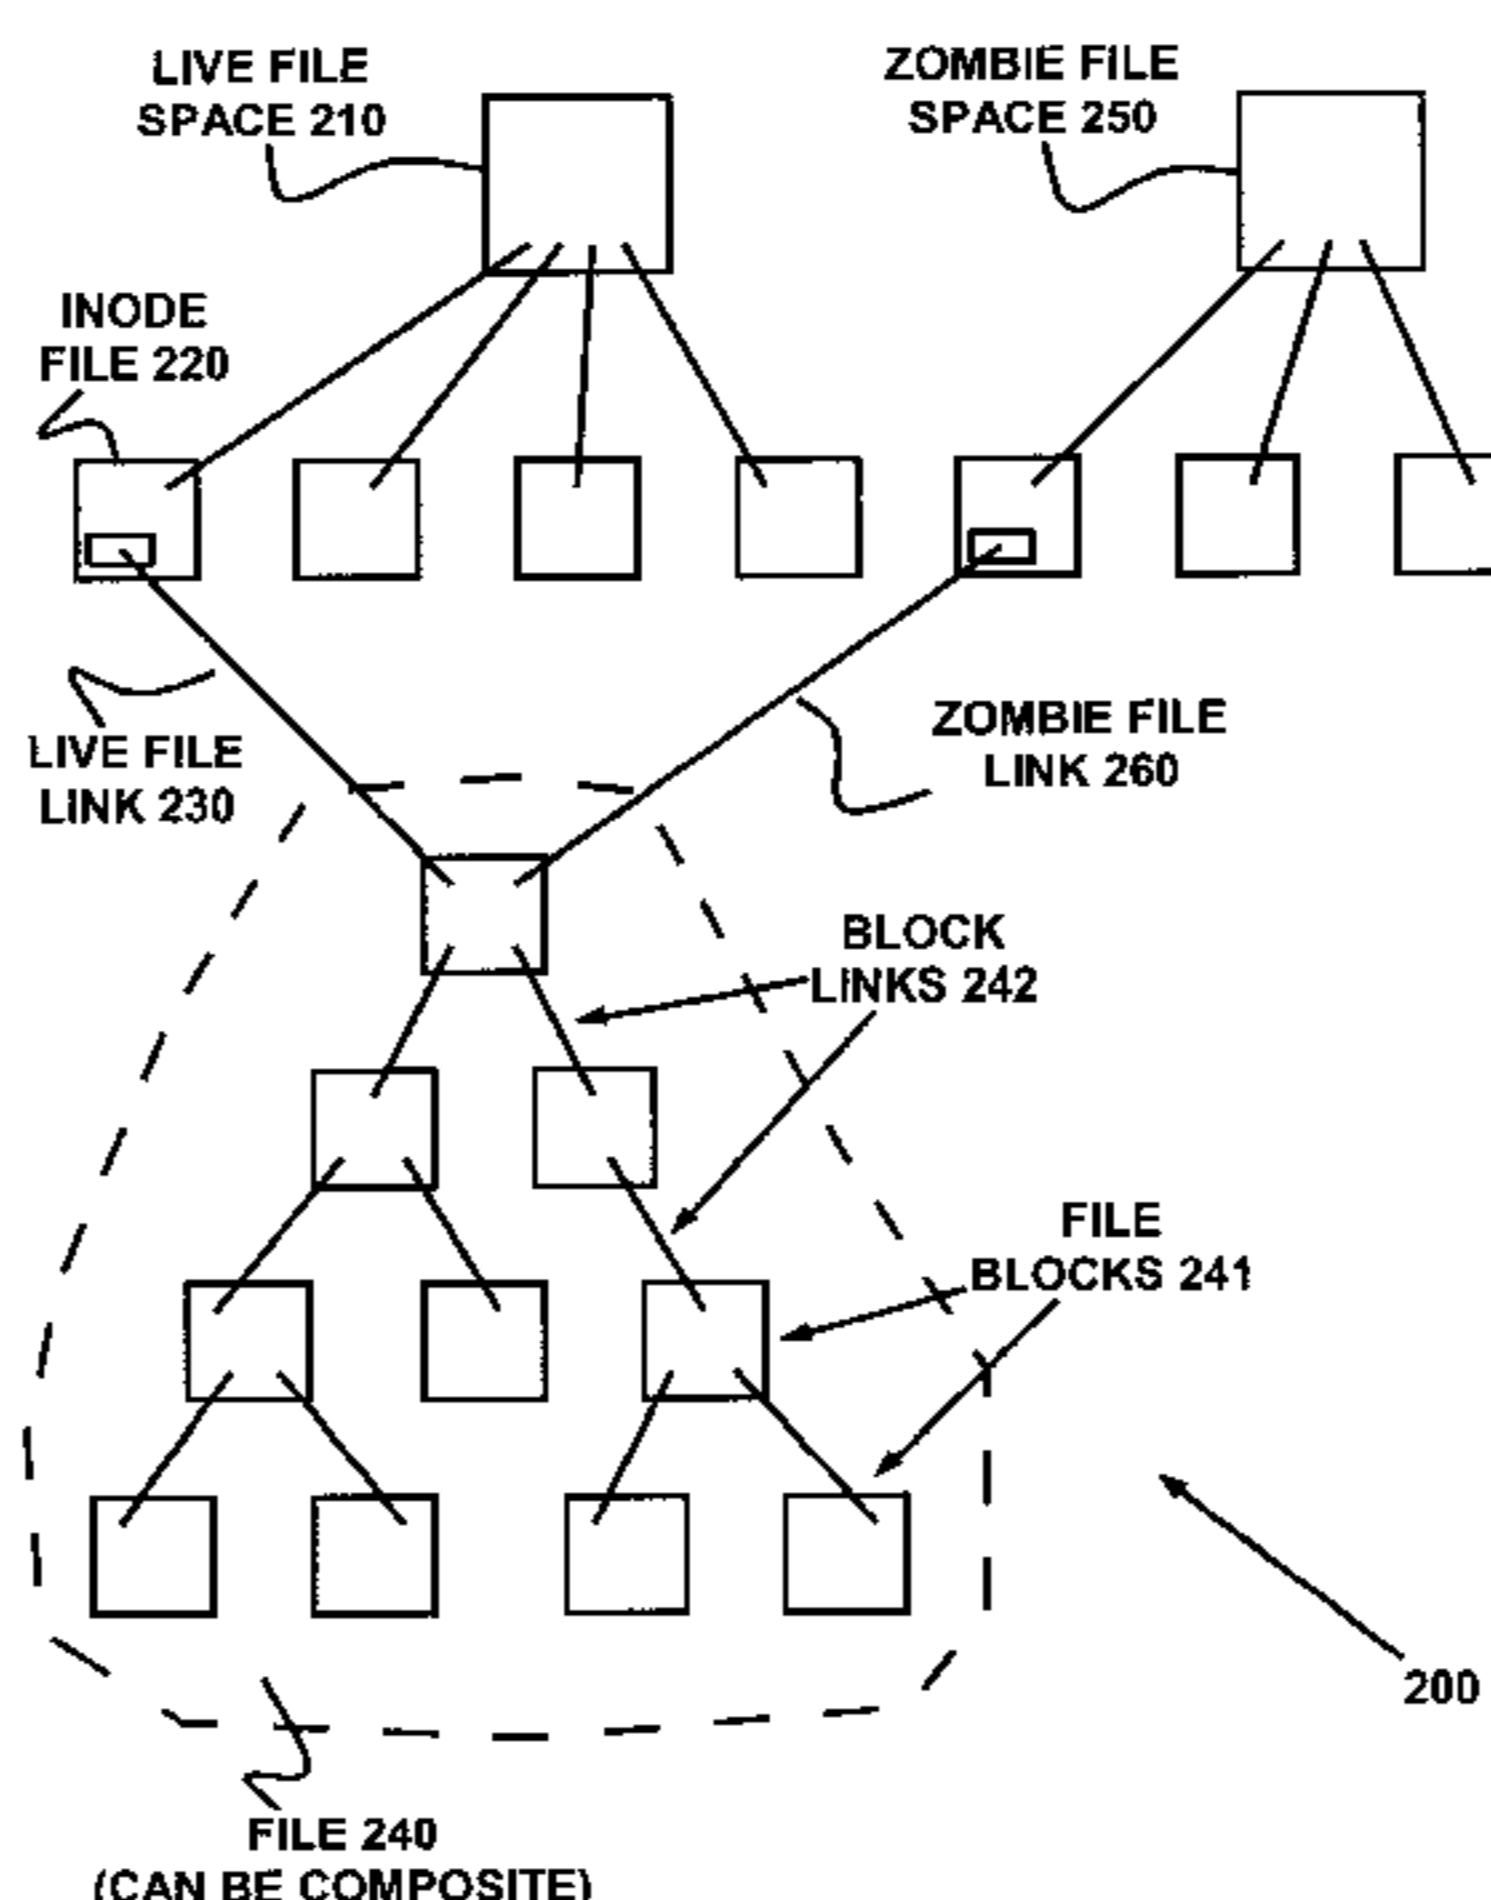 LIVE FILE
SPACE 210
ZOMBIE FILE
SPACE 250
INODE
FILE 220
LIVE FILE
LINK 230
ZOMBIE FILE
LINK 260
BLOCK
LINKS 242
FILE
BLOCKS 241
200
FILE 240
(CAN BE COMPOSITE)